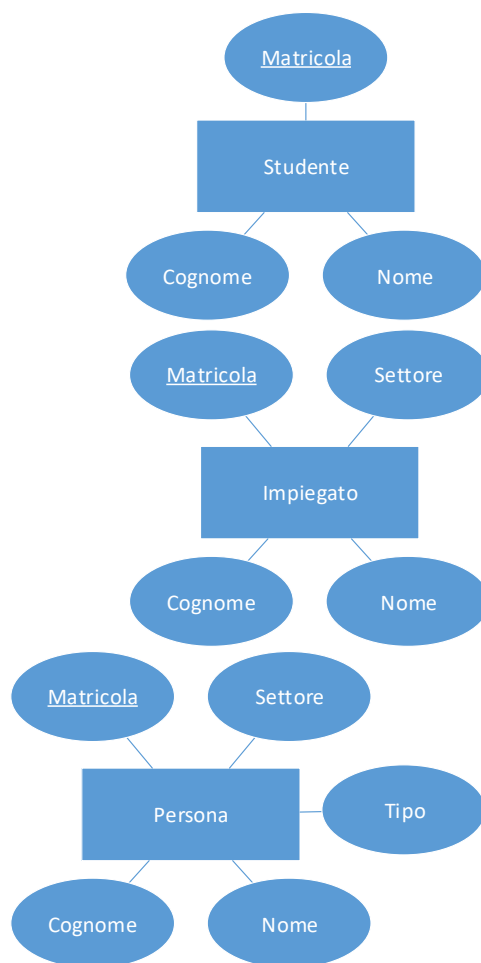 Matricola
Studente
Cognome
Nome
Matricola
Settore
Impiegato
Cognome
Nome
Matricola
Settore
Persona
Tipo
Cognome
Nome